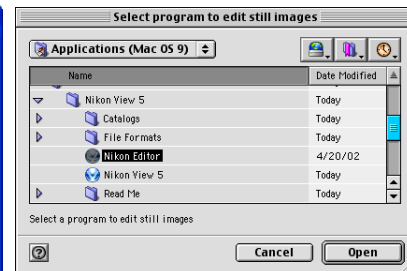 Select program to edit still images
Applications (Mac OS 9)
Name Date Modified
Nikon View 5 Today
Catalogs Today
File Formats Today
Nikon Editor 4/20/02
Nikon View 5 Today
Read Me Today
Select a program to edit still images
? Cancel Open